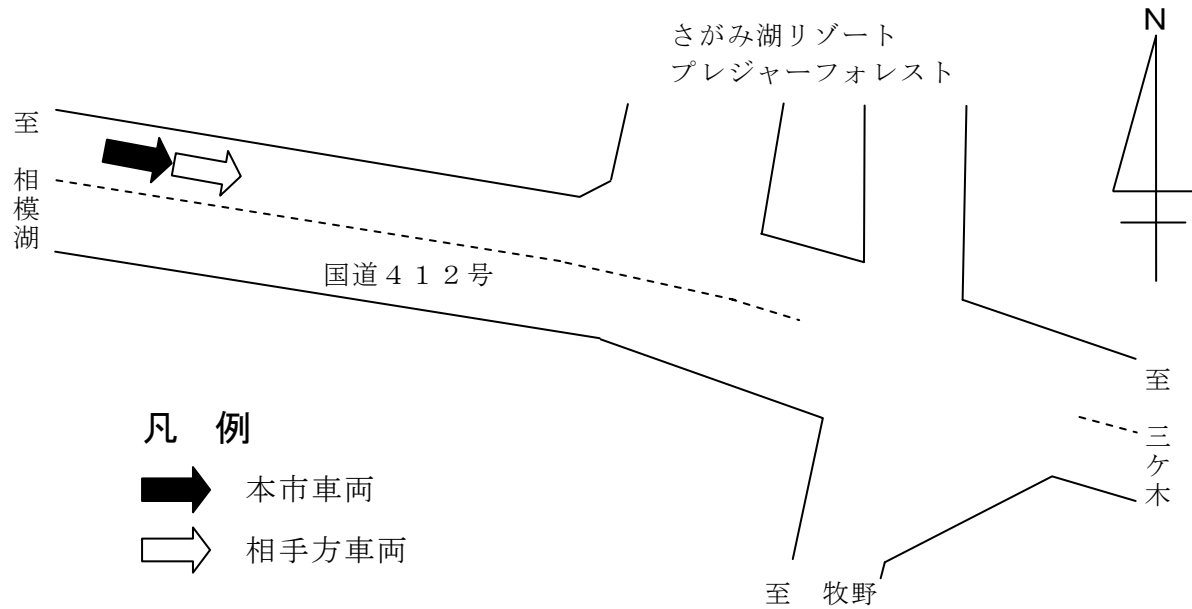 さがみ湖リゾート
プレジャーフォレスト
N
至 相模湖
国道４１２号
至 三ケ木
凡 例
本市車両
相手方車両
至 牧野